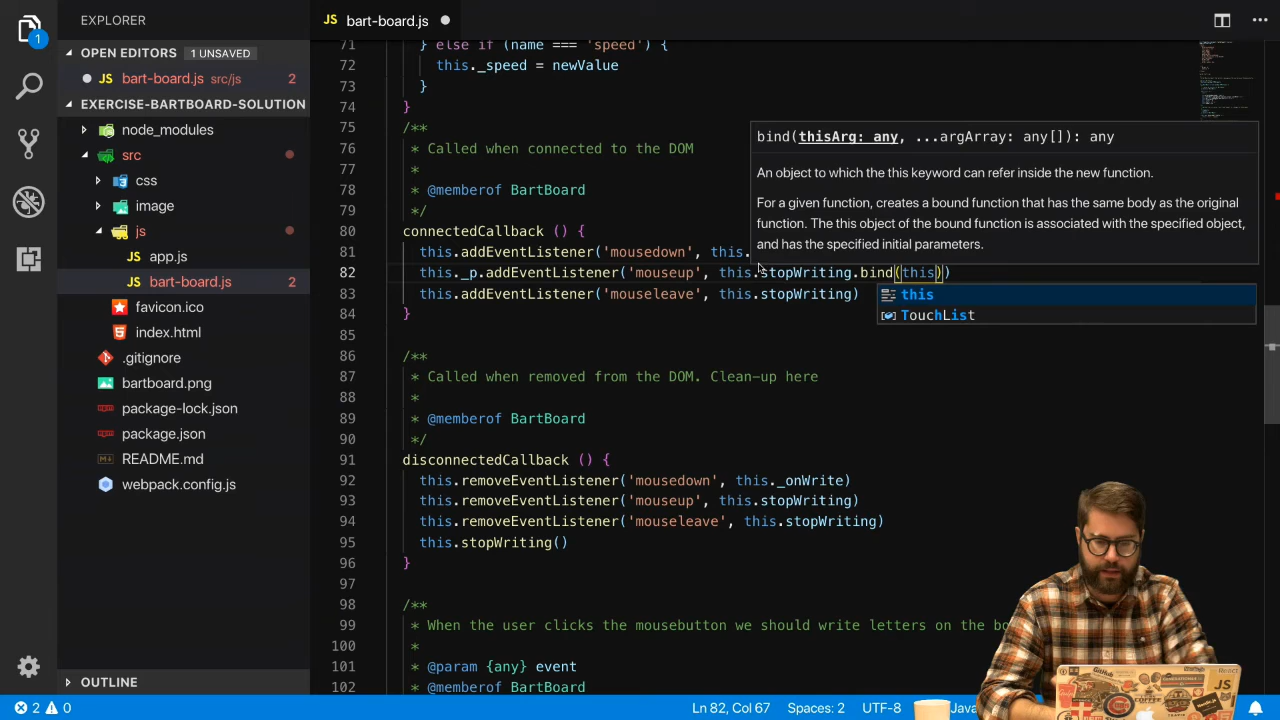 EXPLORER
OPEN EDITORS 1 UNSAVED
JS bart-board.js src/js 2
EXERCISE-BARTBOARD-SOLUTION
node_modules
src
css
image
js
app.js
bart-board.js 2
favicon.ico
index.html
.gitignore
bartboard.png
package-lock.json
package.json
README.md
webpack.config.js
OUTLINE
1
JS bart-board.js
71 } else if (name === 'speed') {
72 this._speed = newValue
73 }
74 }
75 /**
76 * Called when connected to the DOM
77 *
78 * @memberof BartBoard
79 */
80 connectedCallback () {
81 this.addEventListener('mousedown', this.
82 this._p.addEventListener('mouseup', this.stopWriting.bind(this))
83 this.addEventListener('mouseleave', this.stopWriting)
84 }
85
86 /**
87 * Called when removed from the DOM. Clean-up here
88 *
89 * @memberof BartBoard
90 */
91 disconnectedCallback () {
92 this.removeEventListener('mousedown', this._onWrite)
93 this.removeEventListener('mouseup', this.stopWriting)
94 this.removeEventListener('mouseleave', this.stopWriting)
95 this.stopWriting()
96 }
97
98 /**
99 * When the user clicks the mousebutton we should write letters on the bo
100 *
101 * @param {any} event
102 * @memberof BartBoard
bind(thisArg: any, ...argArray: any[]): any
An object to which the this keyword can refer inside the new function.
For a given function, creates a bound function that has the same body as the original
function. The this object of the bound function is associated with the specified object,
and has the specified initial parameters.
this
TouchList
2 0 Ln 82, Col 67 Spaces: 2 UTF-8
JS